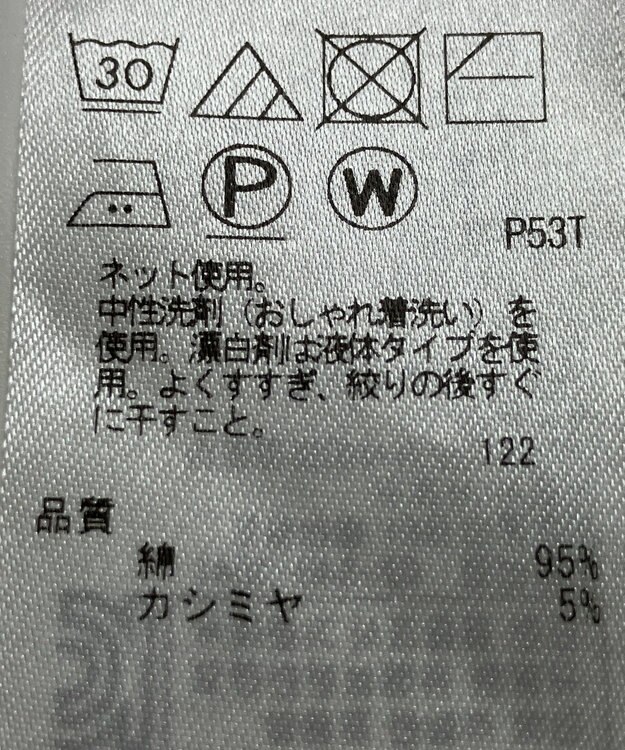 30
P W
P53T
ネット使用。
中性洗剤（おしゃれ着洗い）を
使用。漂白剤は液体タイプを使
用。よくすすぎ、絞りの後すぐ
に干すこと。
122
品質
綿 95%
カシミヤ 5%